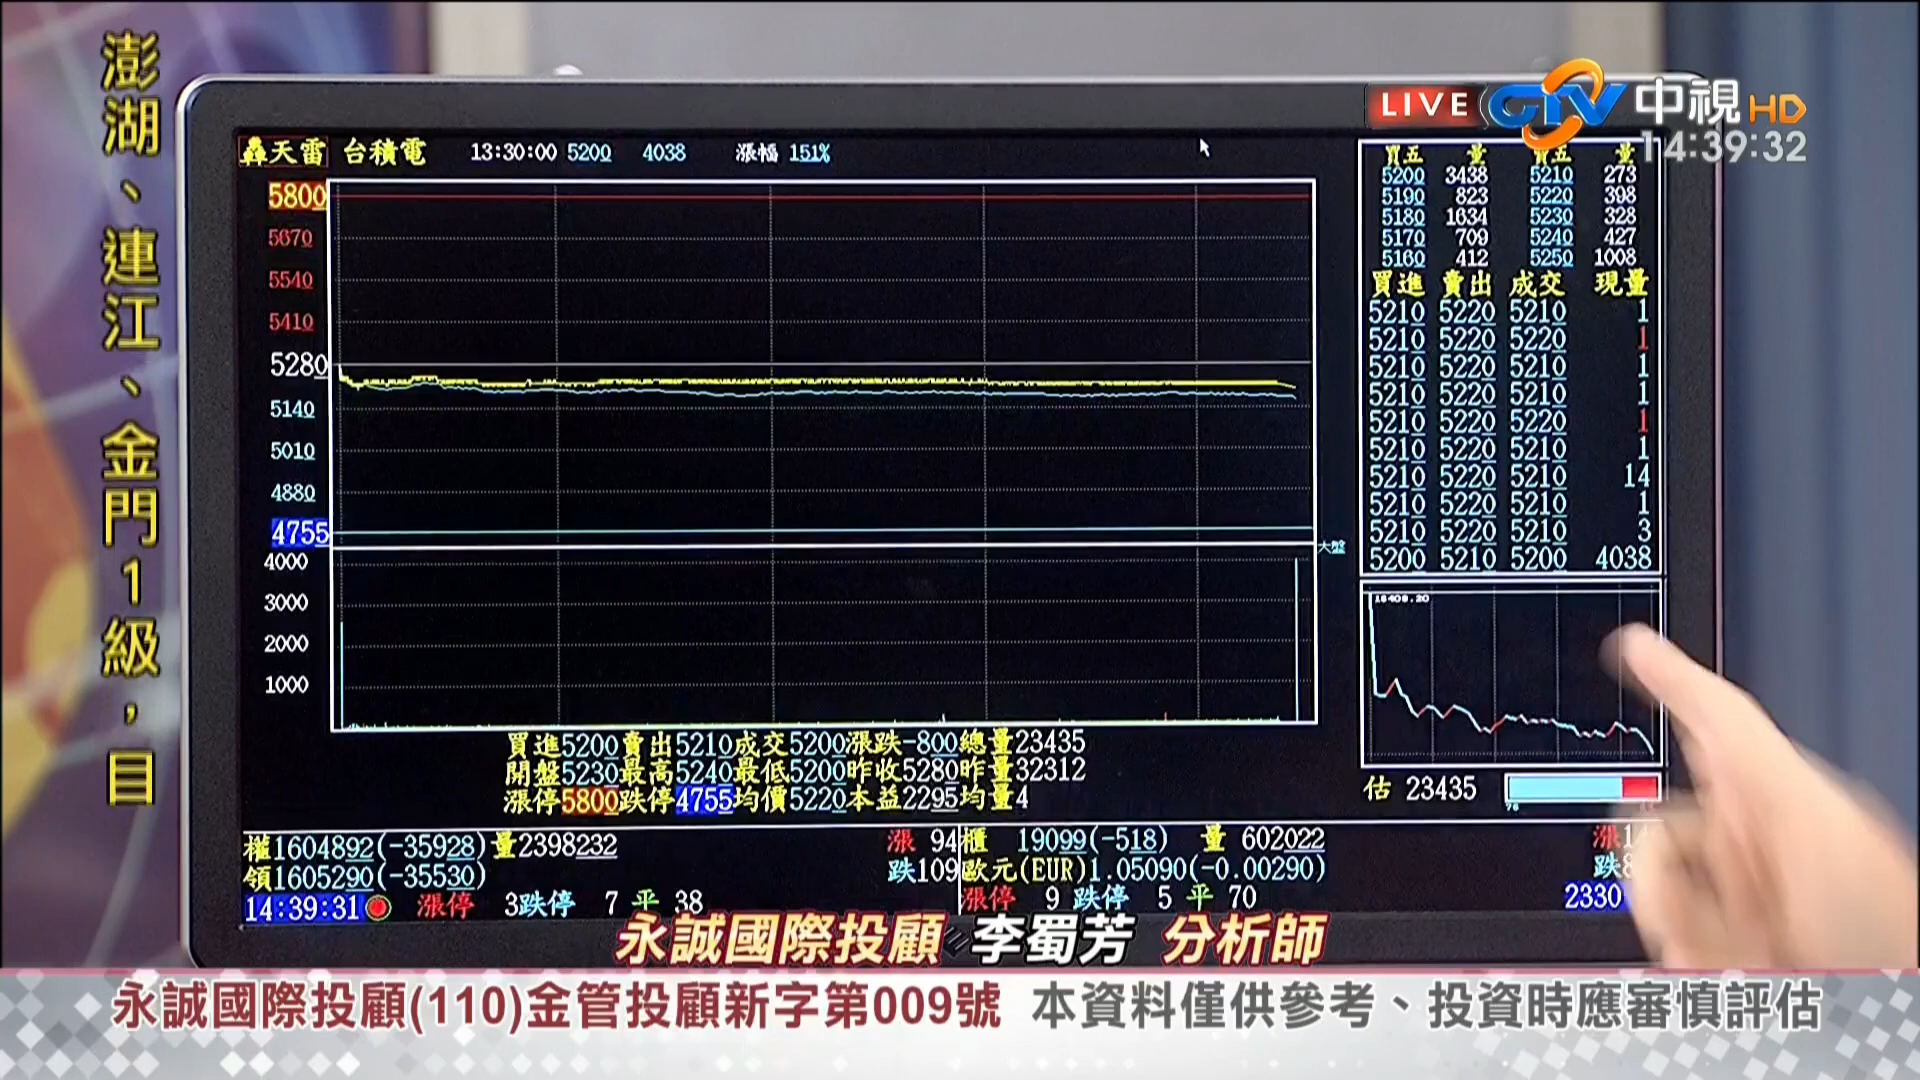 澎湖、連江、金門1級，目
LIVE CTV 中視 HD
14:39:32
轟天雷 台積電 13:30:00 5200 4038 漲幅 151%
5800
5670
5540
5410
5280
5140
5010
4880
4755
4000
3000
2000
1000
大盤
買五 量 賣五 量
5200 3438 5210 273
5190 823 5220 398
5180 1634 5230 328
5170 709 5240 427
5160 412 5250 1008
買進 賣出 成交 現量
5210 5220 5210 1
5210 5220 5220 1
5210 5220 5210 1
5210 5220 5210 1
5210 5220 5220 1
5210 5220 5210 1
5210 5220 5210 14
5210 5220 5210 1
5210 5220 5210 3
5200 5210 5200 4038
16408.20
估 23435
買進5200賣出5210成交5200漲跌-800總量23435
開盤5230最高5240最低5200昨收5280昨量32312
漲停5800跌停4755均價5220本益2295均量4
權1604892(-35928)量2398232 漲 94
領1605290(-35530) 跌109
14:39:31 漲停 3跌停 7 平 38
櫃 19099(-518) 量 602022 漲
歐元(EUR)1.05090(-0.00290) 跌
漲停 9 跌停 5 平 70 2330
永誠國際投顧 李蜀芳 分析師
永誠國際投顧(110)金管投顧新字第009號 本資料僅供參考、投資時應審慎評估